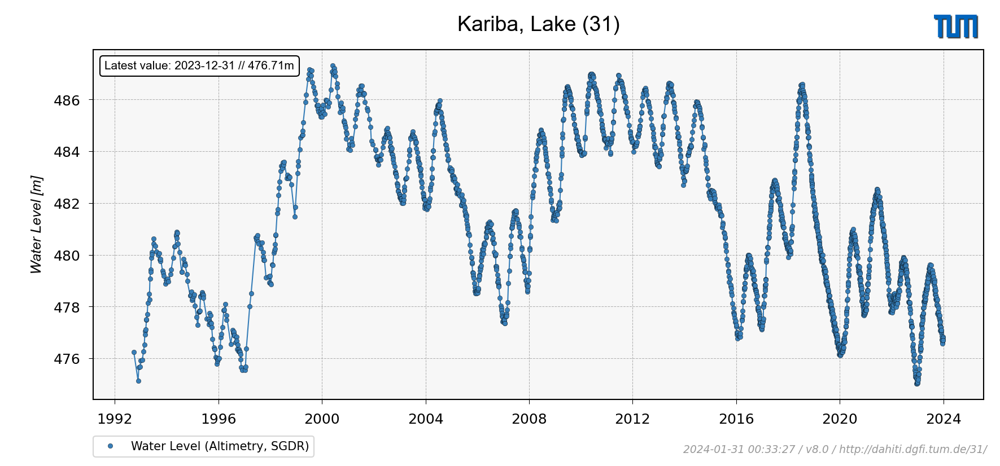 Kariba, Lake (31)
TUM
Latest value: 2023-12-31 // 476.71m
Water Level [m]
486
484
482
480
478
476
1992 1996 2000 2004 2008 2012 2016 2020 2024
Water Level (Altimetry, SGDR)
2024-01-31 00:33:27 / v8.0 / http://dahiti.dgfi.tum.de/31/